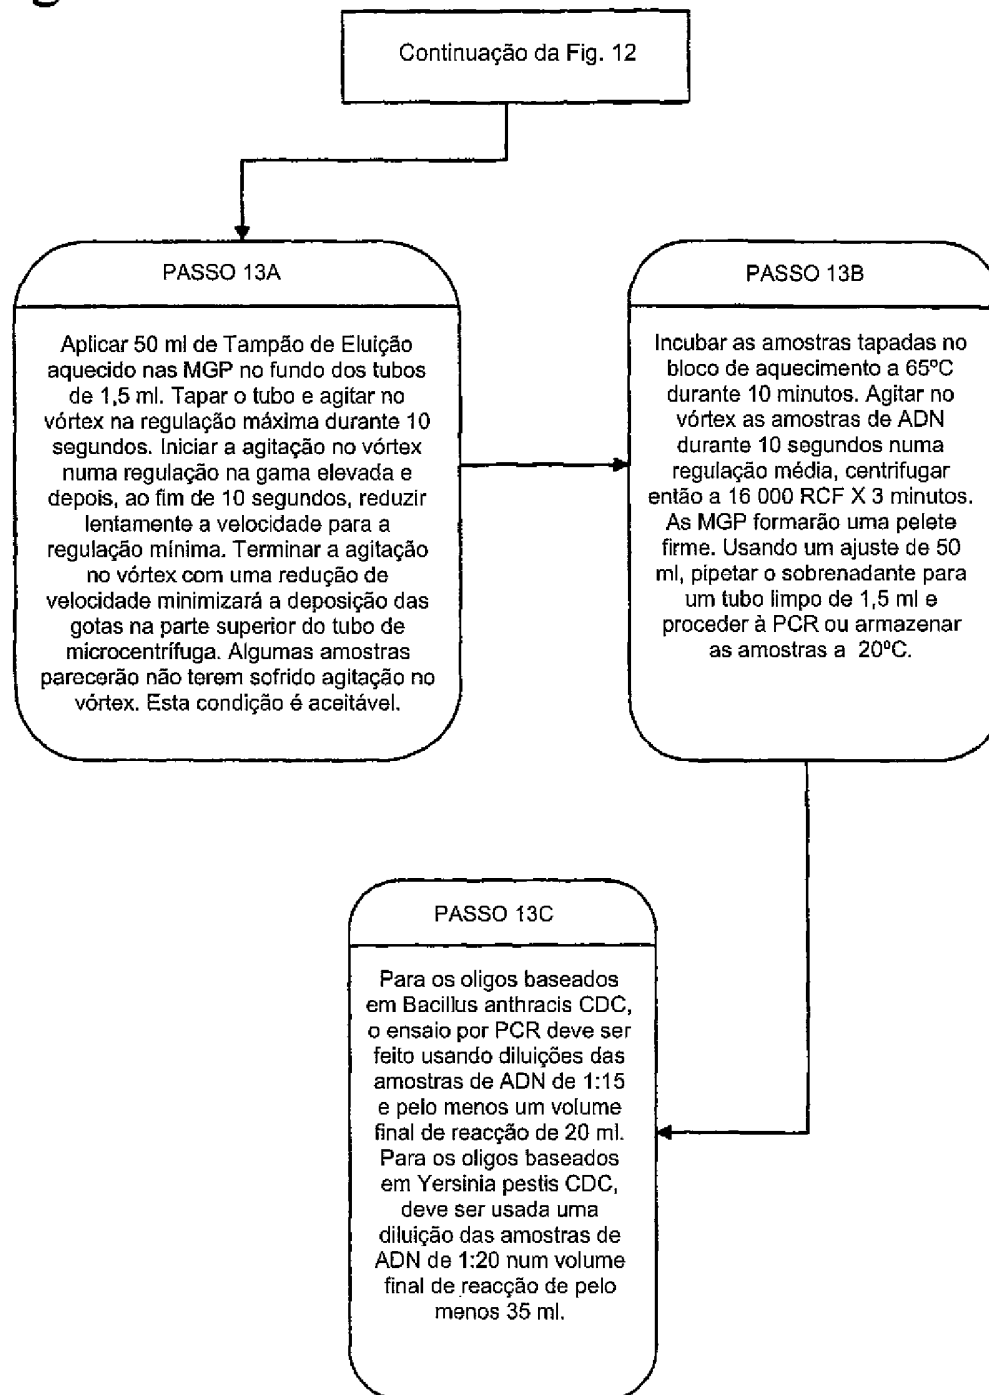 Continuação da Fig. 12
PASSO 13A
Aplicar 50 ml de Tampão de Eluição
aquecido nas MGP no fundo dos tubos
de 1,5 ml. Tapar o tubo e agitar no
vórtex na regulação máxima durante 10
segundos. Iniciar a agitação no vórtex
numa regulação na gama elevada e
depois, ao fim de 10 segundos, reduzir
lentamente a velocidade para a
regulação mínima. Terminar a agitação
no vórtex com uma redução de
velocidade minimizará a deposição das
gotas na parte superior do tubo de
microcentrífuga. Algumas amostras
parecerão não terem sofrido agitação no
vórtex. Esta condição é aceitável.
PASSO 13B
Incubar as amostras tapadas no
bloco de aquecimento a 65ºC
durante 10 minutos. Agitar no
vórtex as amostras de ADN
durante 10 segundos numa
regulação média, centrifugar
então a 16 000 RCF X 3 minutos.
As MGP formarão uma pelete
firme. Usando um ajuste de 50
ml, pipetar o sobrenadante para
um tubo limpo de 1,5 ml e
proceder à PCR ou armazenar
as amostras a 20ºC.
PASSO 13C
Para os oligos baseados
em Bacillus anthracis CDC,
o ensaio por PCR deve ser
feito usando diluições das
amostras de ADN de 1:15
e pelo menos um volume
final de reacção de 20 ml.
Para os oligos baseados
em Yersinia pestis CDC,
deve ser usada uma
diluição das amostras de
ADN de 1:20 num volume
final de reacção de pelo
menos 35 ml.